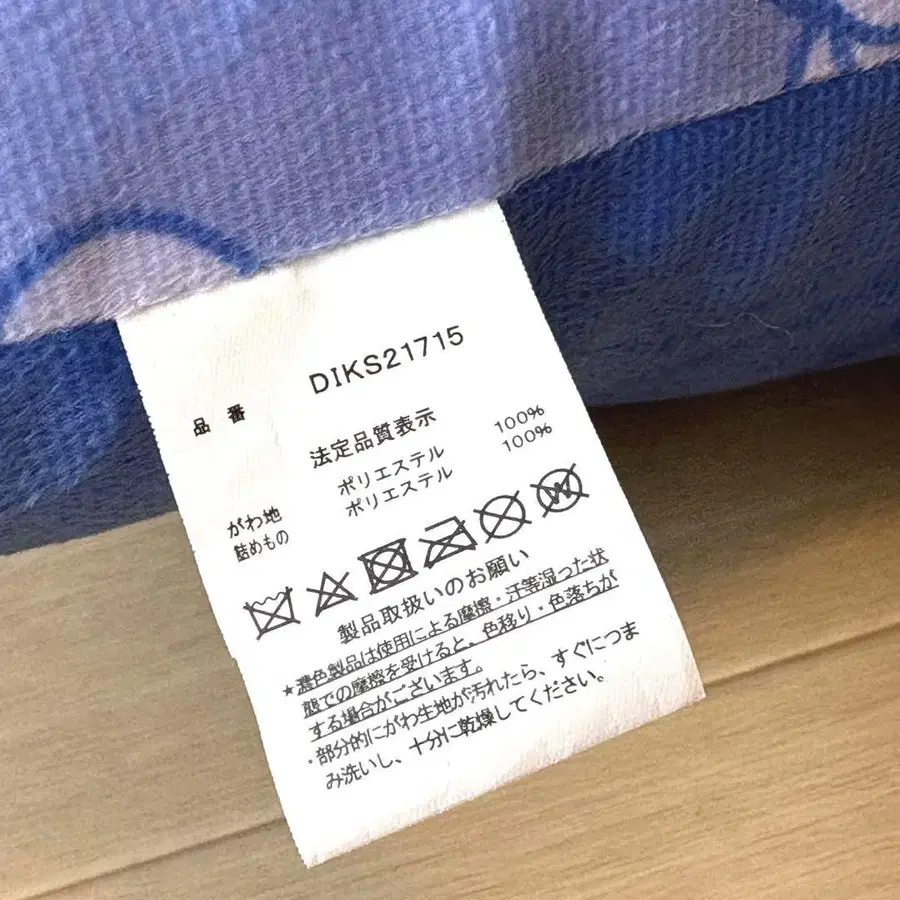 品番 DIKS21715
法定品質表示
がわ地 ポリエステル 100%
詰めもの ポリエステル 100%
製品取扱いのお願い
★濃色製品は使用による摩擦・汗等湿った状
態での摩擦を受けると、色移り・色落ちが
する場合がございます。
・部分的にがわ生地が汚れたら、すぐにつま
み洗いし、十分に乾燥してください。